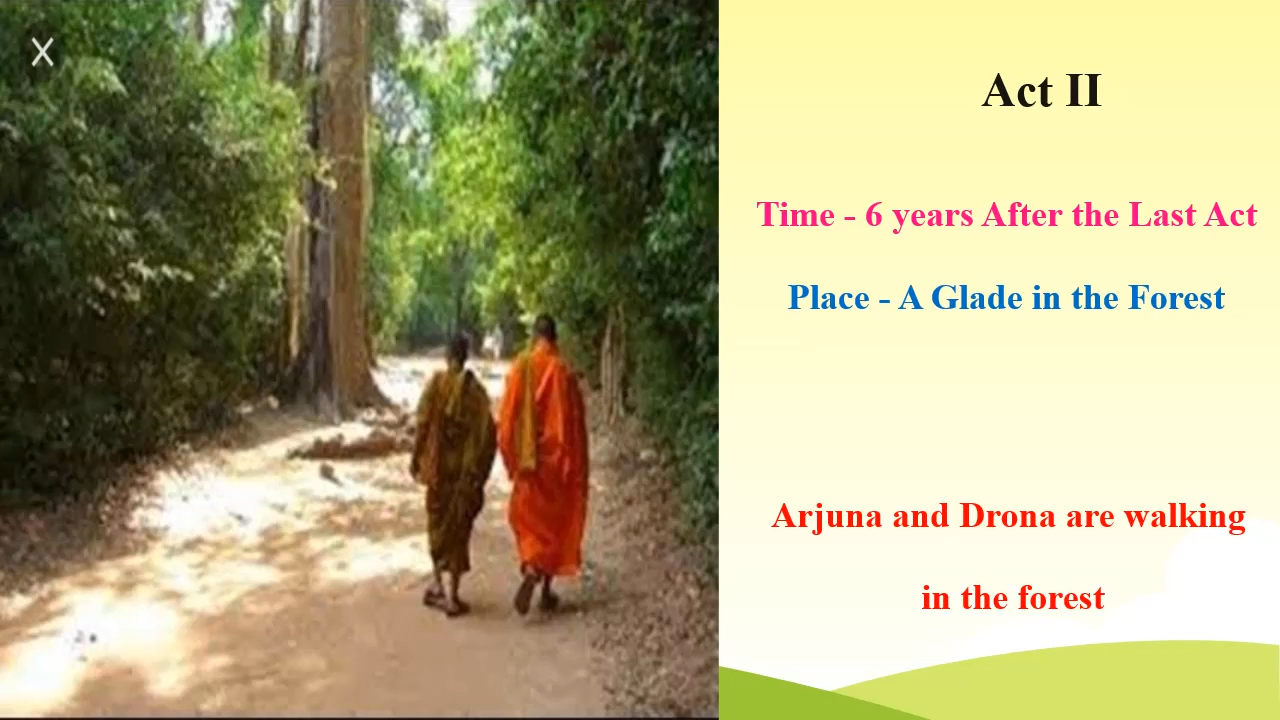 X
Act II
Time - 6 years After the Last Act
Place - A Glade in the Forest
Arjuna and Drona are walking
in the forest